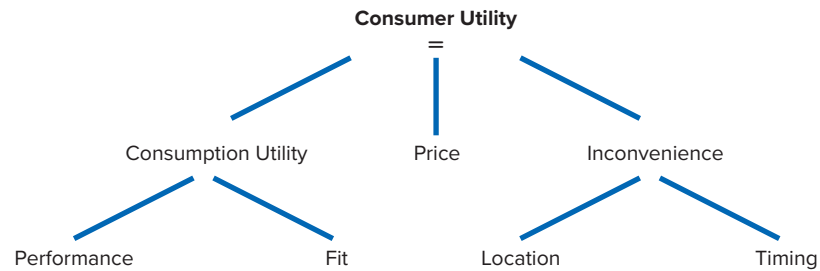 Consumer Utility
=
Consumption Utility Price Inconvenience
Performance Fit Location Timing